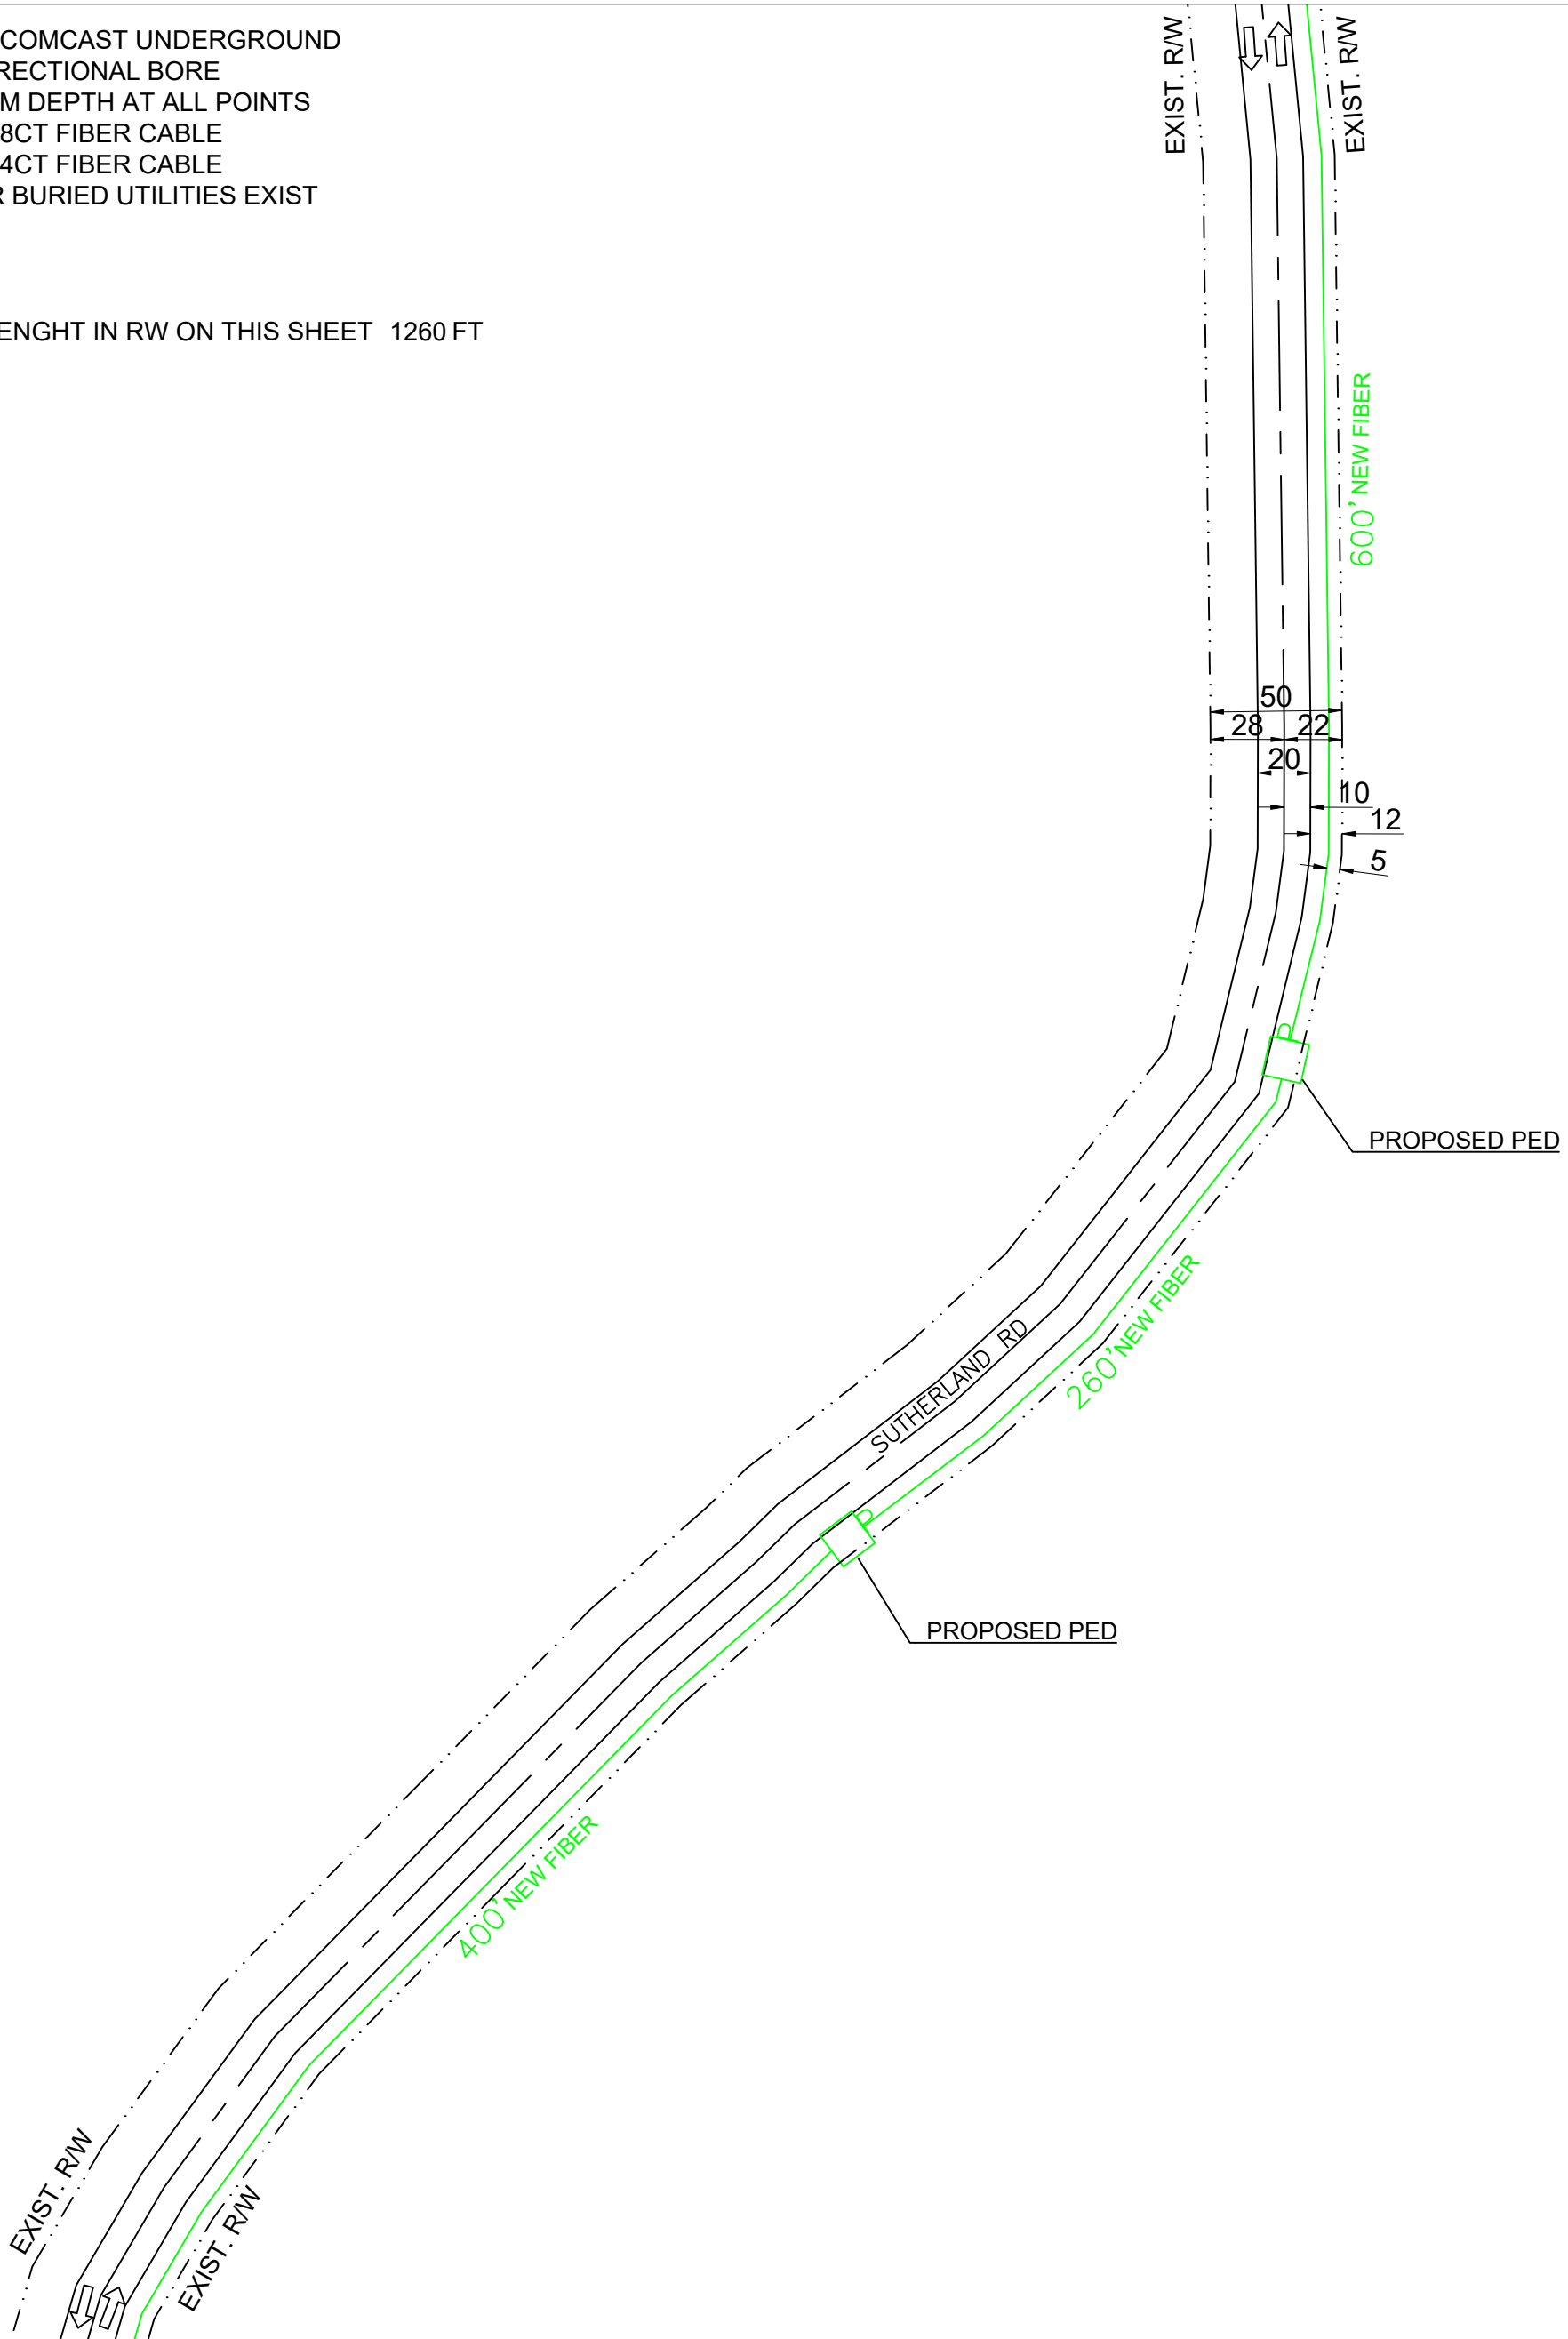 COMCAST UNDERGROUND
RECTIONAL BORE
M DEPTH AT ALL POINTS
8CT FIBER CABLE
4CT FIBER CABLE
R BURIED UTILITIES EXIST
ENGHT IN RW ON THIS SHEET 1260 FT
EXIST. R/W
EXIST. R/W
600' NEW FIBER
50
28 22
20
10
12
5
PROPOSED PED
P
260' NEW FIBER
SUTHERLAND RD
P
PROPOSED PED
400' NEW FIBER
EXIST. R/W
EXIST. R/W